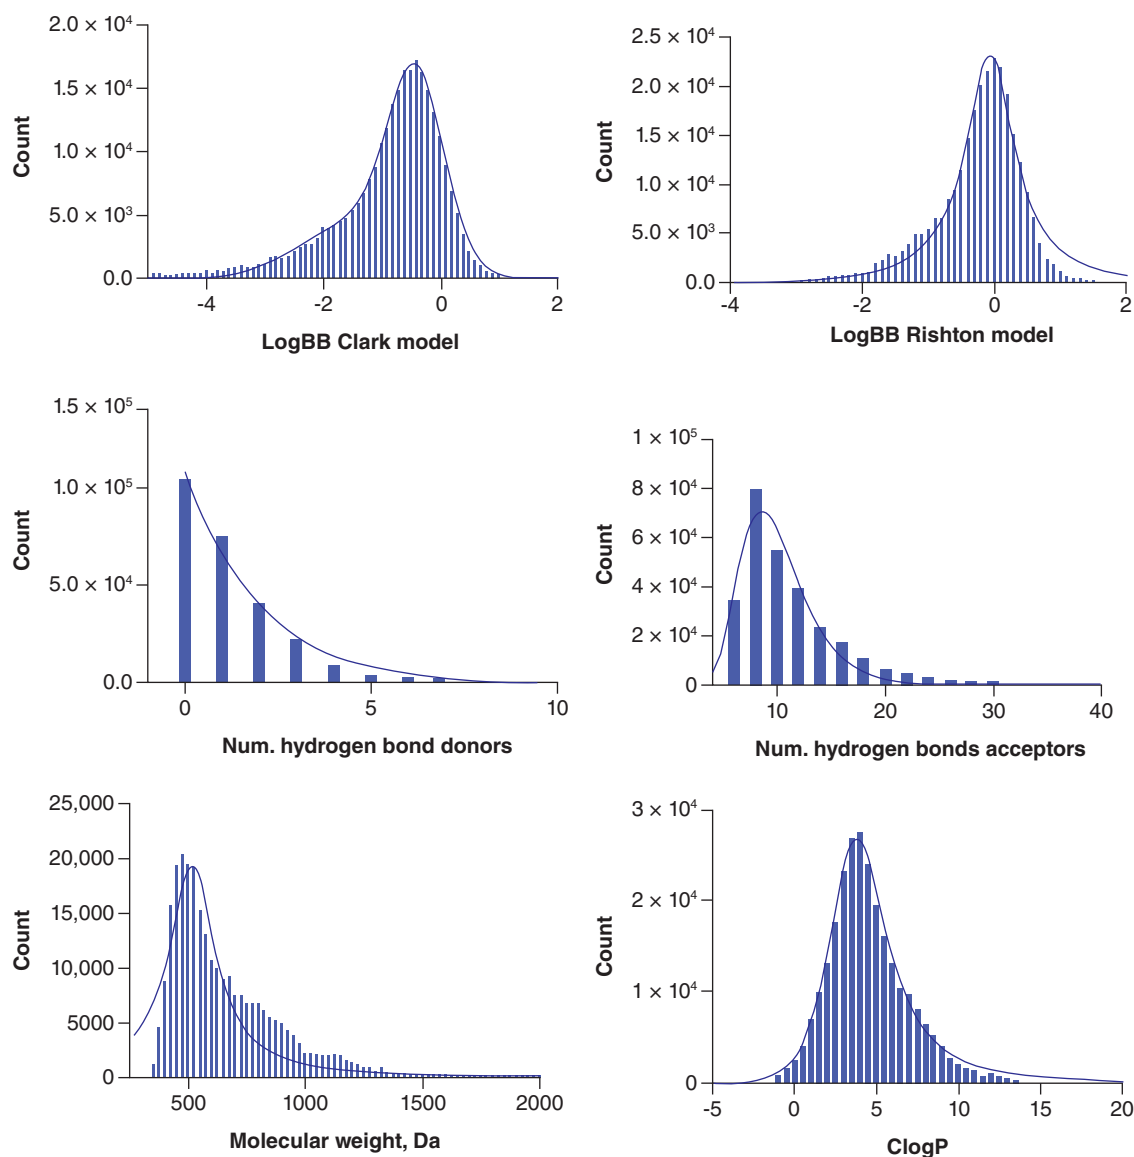 2.0 × 10⁴
1.5 × 10⁴
1.0 × 10⁴
5.0 × 10³
0.0
Count
-4 -2 0 2
LogBB Clark model
2.5 × 10⁴
2.0 × 10⁴
1.5 × 10⁴
1.0 × 10⁴
5.0 × 10³
0.0
Count
-4 -2 0 2
LogBB Rishton model
1.5 × 10⁵
1.0 × 10⁵
5.0 × 10⁴
0.0
Count
0 5 10
Num. hydrogen bond donors
1 × 10⁵
8 × 10⁴
6 × 10⁴
4 × 10⁴
2 × 10⁴
0
Count
10 20 30 40
Num. hydrogen bonds acceptors
25,000
20,000
15,000
10,000
5000
0
Count
500 1000 1500 2000
Molecular weight, Da
3 × 10⁴
2 × 10⁴
1 × 10⁴
0
Count
-5 0 5 10 15 20
ClogP